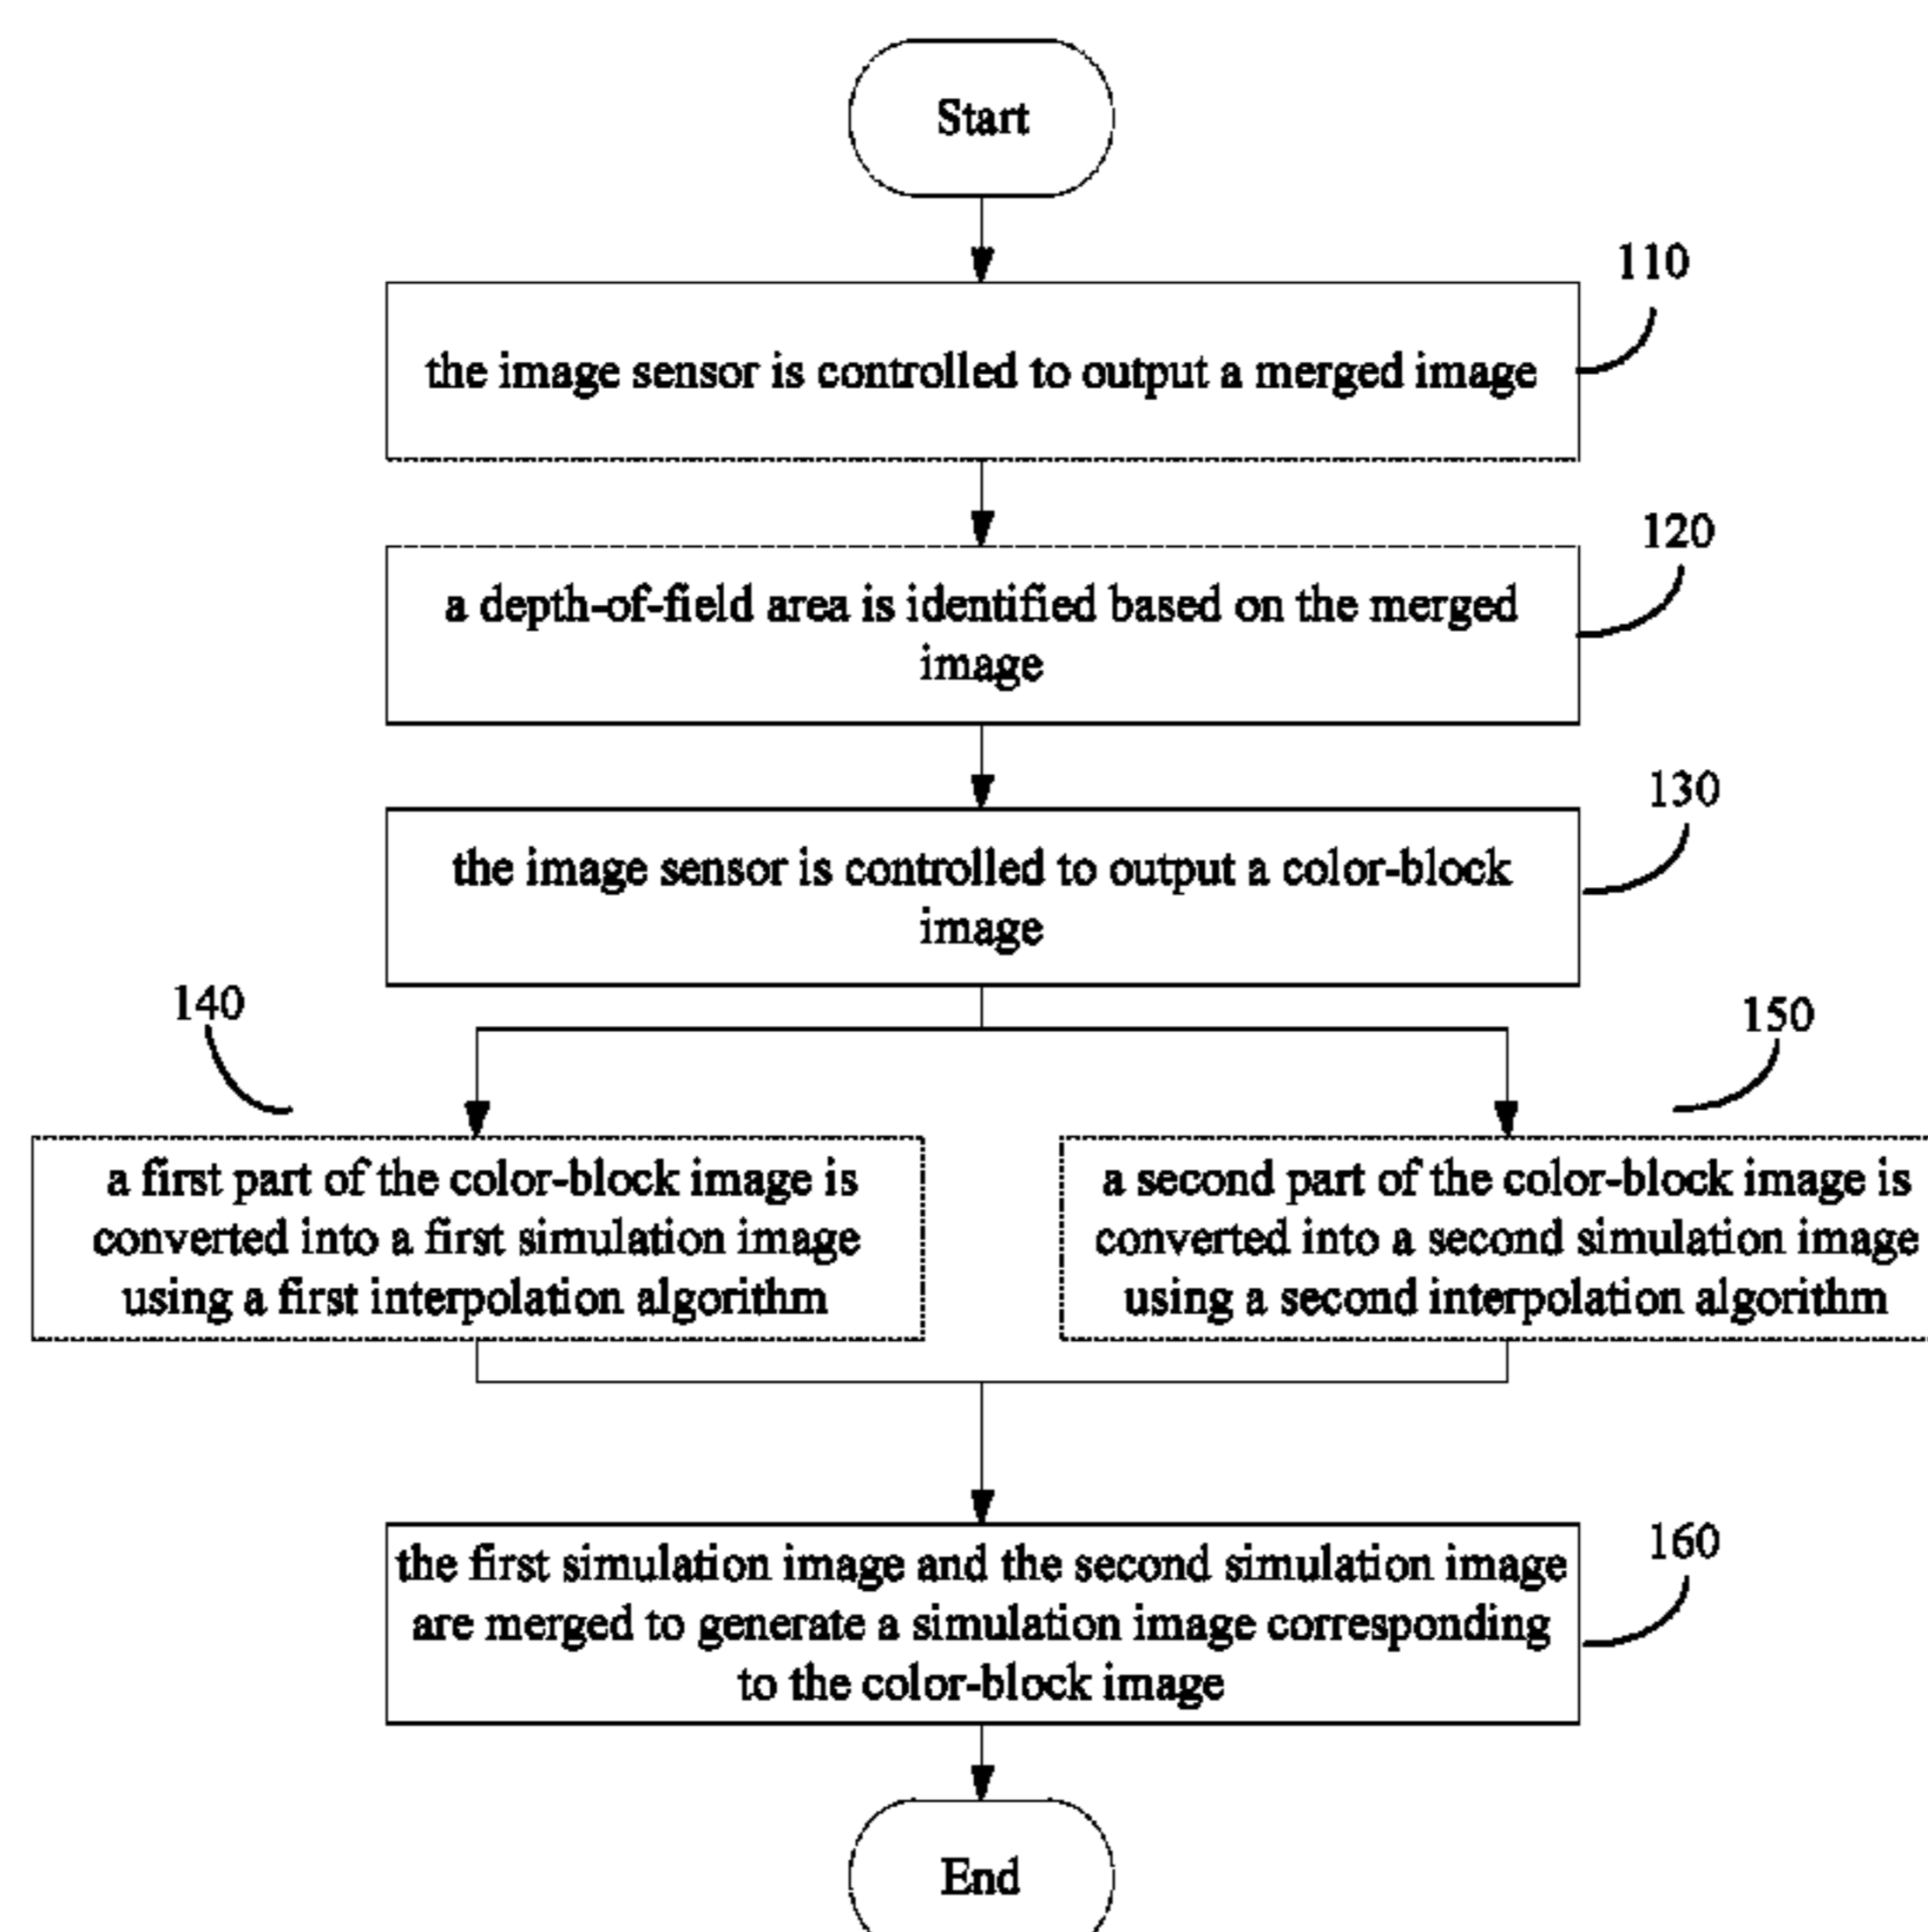 Start
110
the image sensor is controlled to output a merged image
120
a depth-of-field area is identified based on the merged
image
130
the image sensor is controlled to output a color-block
image
140
150
a first part of the color-block image is
converted into a first simulation image
using a first interpolation algorithm
a second part of the color-block image is
converted into a second simulation image
using a second interpolation algorithm
160
the first simulation image and the second simulation image
are merged to generate a simulation image corresponding
to the color-block image
End